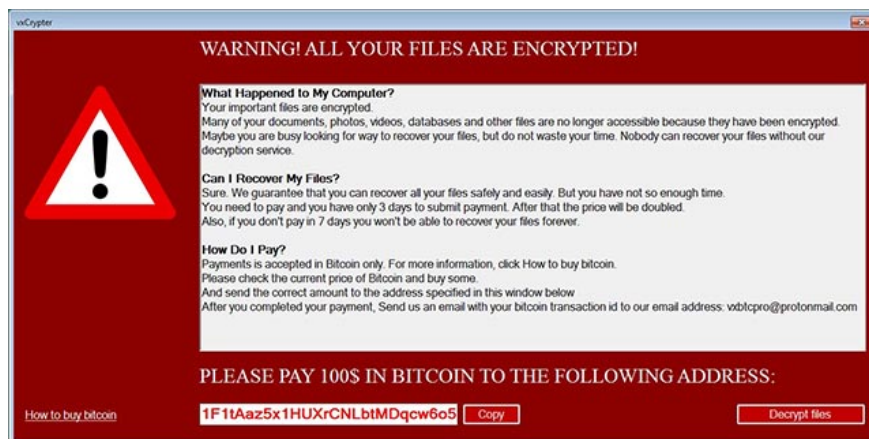 vxCrypter
WARNING! ALL YOUR FILES ARE ENCRYPTED!
What Happened to My Computer?
Your important files are encrypted.
Many of your documents, photos, videos, databases and other files are no longer accessible because they have been encrypted.
Maybe you are busy looking for way to recover your files, but do not waste your time. Nobody can recover your files without our
decryption service.
Can I Recover My Files?
Sure. We guarantee that you can recover all your files safely and easily. But you have not so enough time.
You need to pay and you have only 3 days to submit payment. After that the price will be doubled.
Also, if you don't pay in 7 days you won't be able to recover your files forever.
How Do I Pay?
Payments is accepted in Bitcoin only. For more information, click How to buy bitcoin.
Please check the current price of Bitcoin and buy some.
And send the correct amount to the address specified in this window below
After you completed your payment, Send us an email with your bitcoin transaction id to our email address: vxbtcpro@protonmail.com
PLEASE PAY 100$ IN BITCOIN TO THE FOLLOWING ADDRESS:
How to buy bitcoin
1F1tAaz5x1HUXrCNLbtMDqcw6o5
Copy
Decrypt files